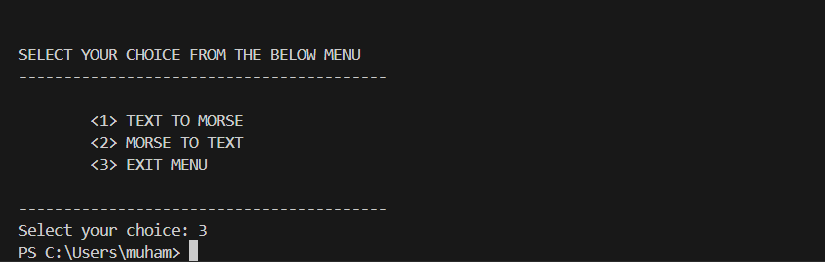 SELECT YOUR CHOICE FROM THE BELOW MENU
-----------------------------------------
<1> TEXT TO MORSE
<2> MORSE TO TEXT
<3> EXIT MENU
-----------------------------------------
Select your choice: 3
PS C:\Users\muham>